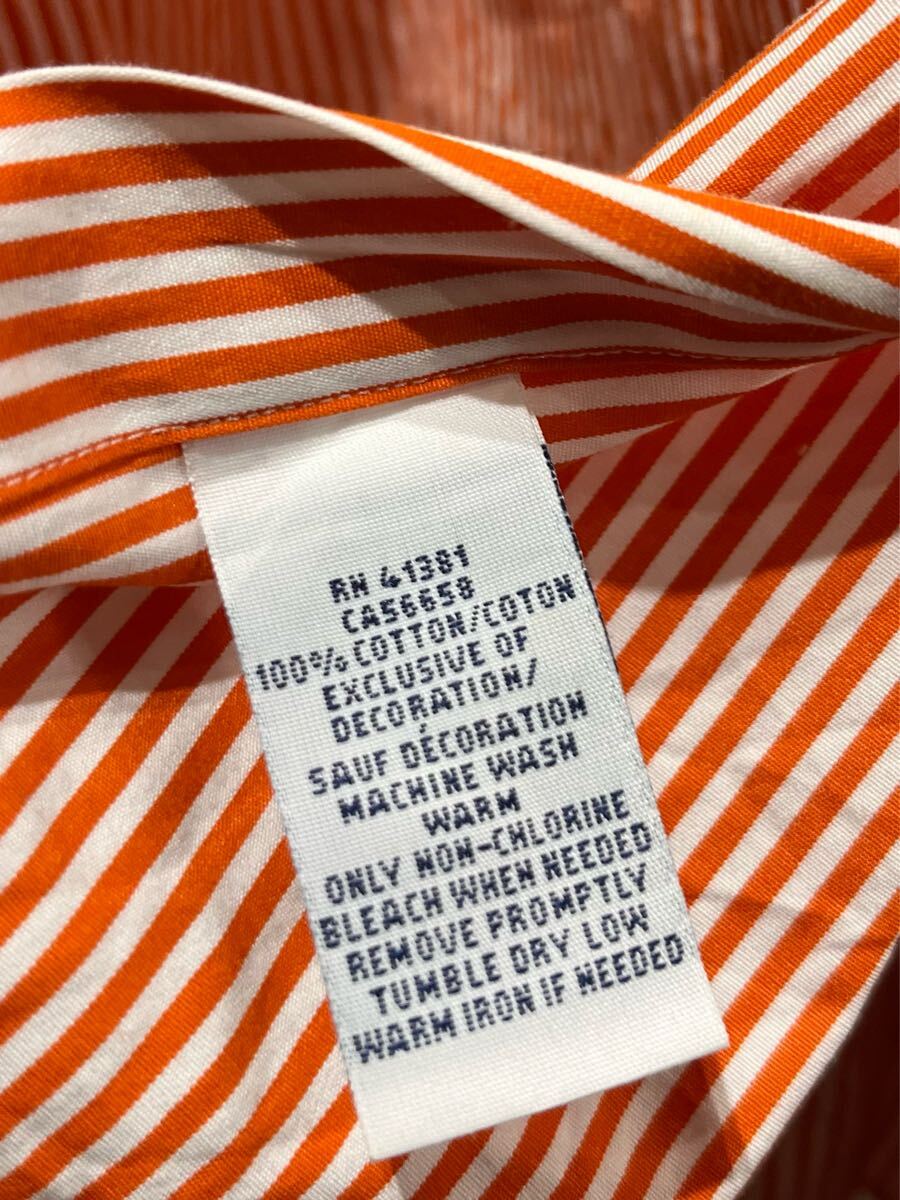 RN 41381
CA56658
100% COTTON/COTON
EXCLUSIVE OF
DECORATION/
SAUF DÉCORATION
MACHINE WASH
WARM
ONLY NON-CHLORINE
BLEACH WHEN NEEDED
REMOVE PROMPTLY
TUMBLE DRY LOW
WARM IRON IF NEEDED